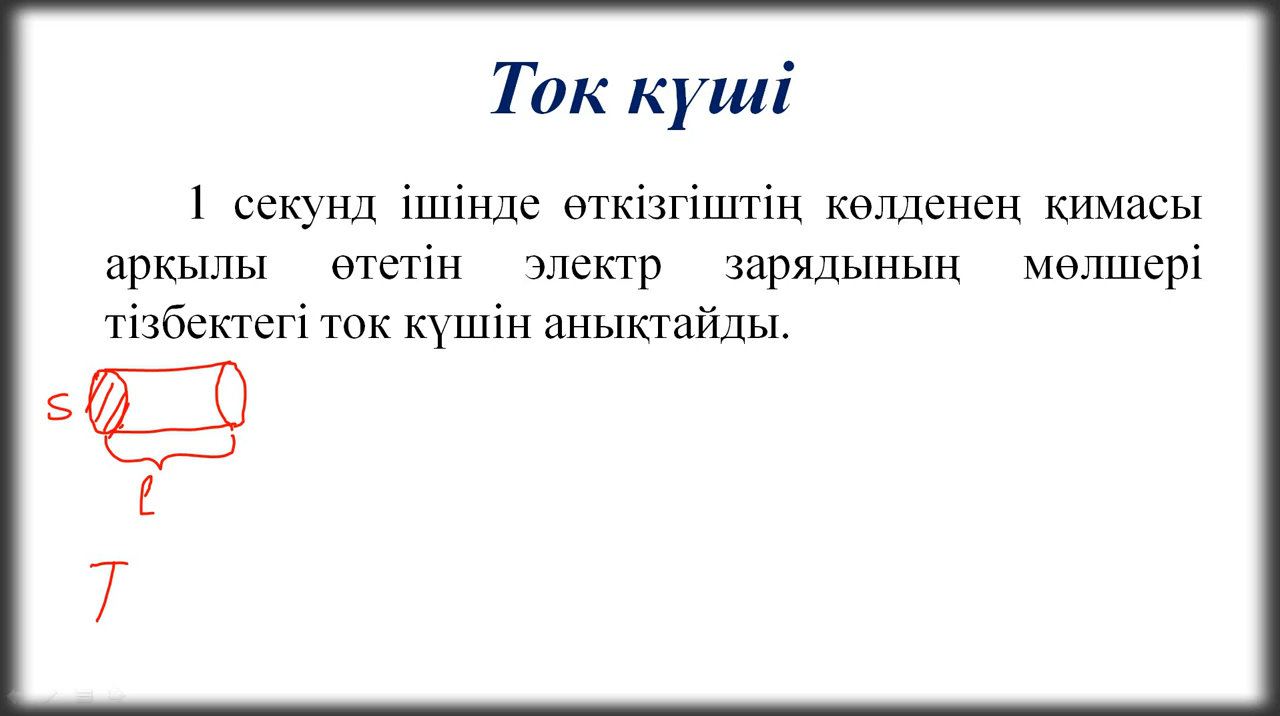 Ток күші
1 секунд ішінде өткізгіштің көлденең қимасы
арқылы өтетін электр зарядының мөлшері
тізбектегі ток күшін анықтайды.
S
l
T